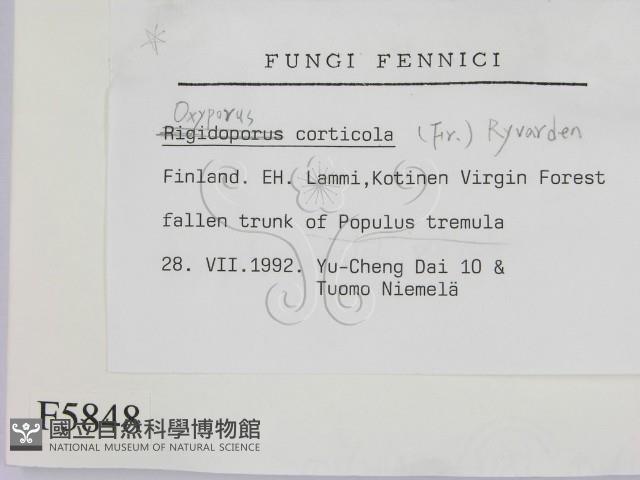 FUNGI FENNICI
Oxyporus
Rigidoporus corticola (Fr.) Ryvarden
Finland. EH. Lammi,Kotinen Virgin Forest
fallen trunk of Populus tremula
28. VII.1992. Yu-Cheng Dai 10 &
Tuomo Niemelä
F5848
國立自然科學博物館
NATIONAL MUSEUM OF NATURAL SCIENCE